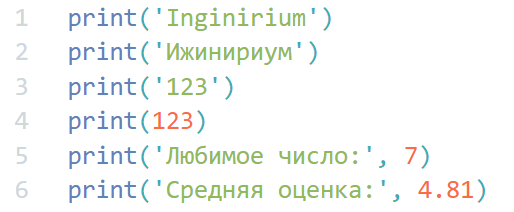 1 print('Inginirium')
2 print('Ижинириум')
3 print('123')
4 print(123)
5 print('Любимое число:', 7)
6 print('Средняя оценка:', 4.81)